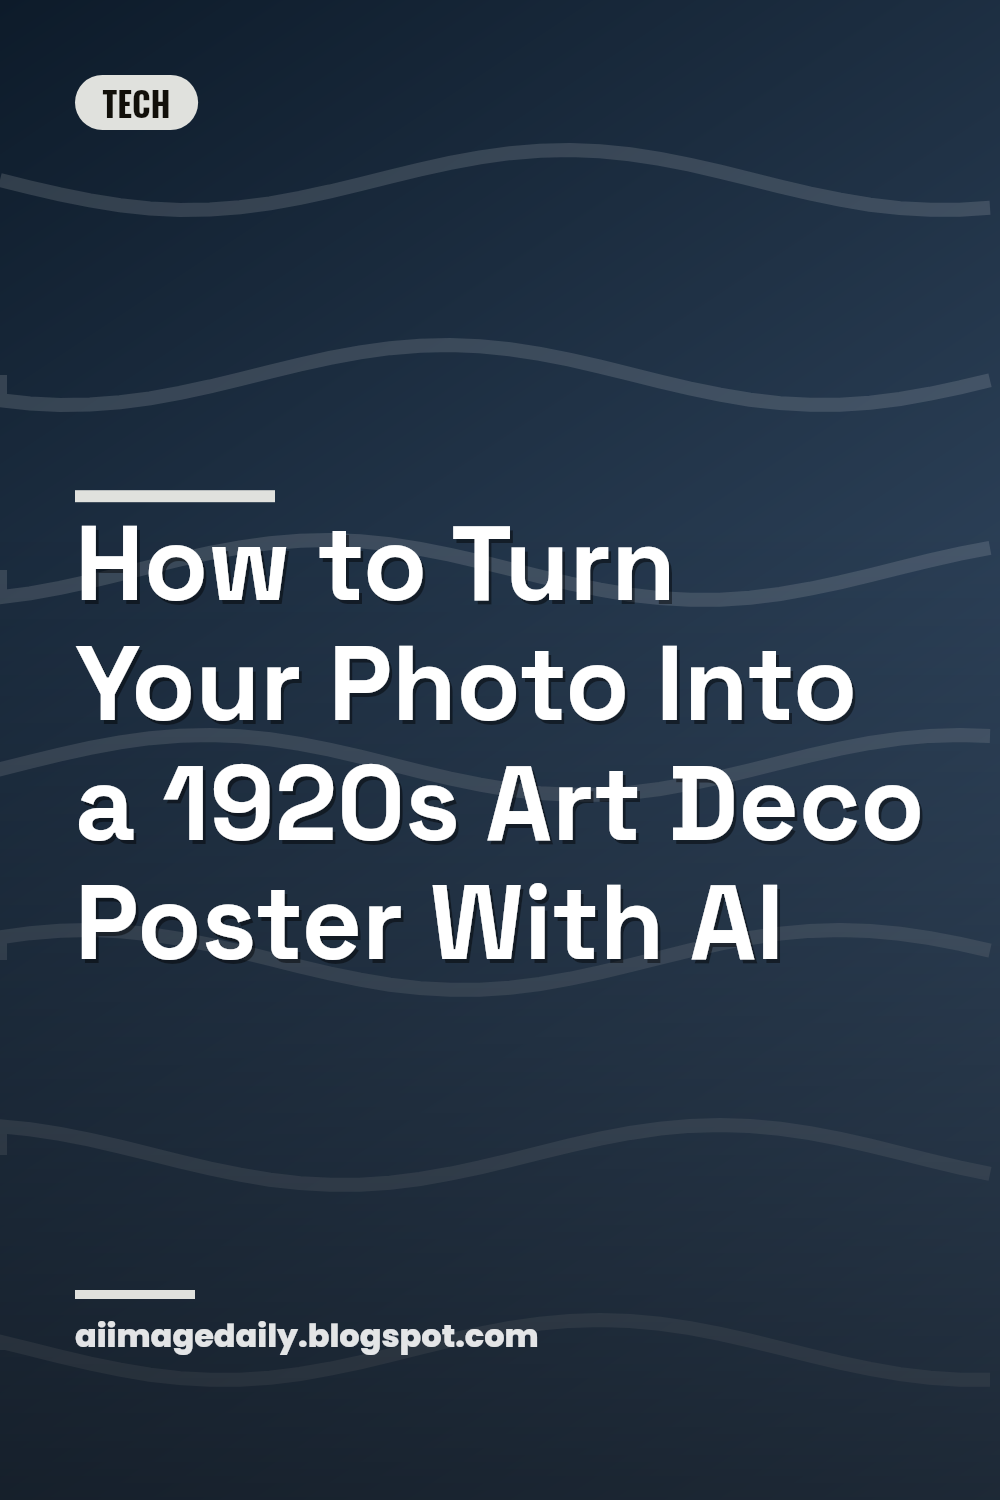 TECH
How to Turn
Your Photo Into
a 1920s Art Deco
Poster With AI
aiimagedaily.blogspot.com